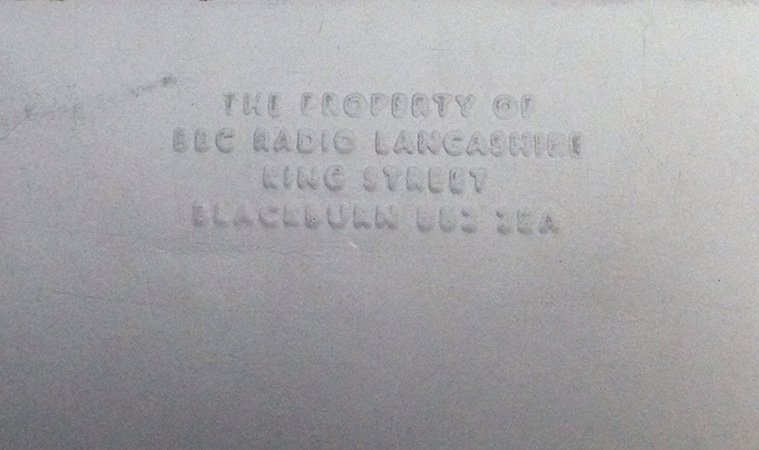 THE PROPERTY OF
BBC RADIO LANCASHIRE
KING STREET
BLACKBURN BB2 2EA